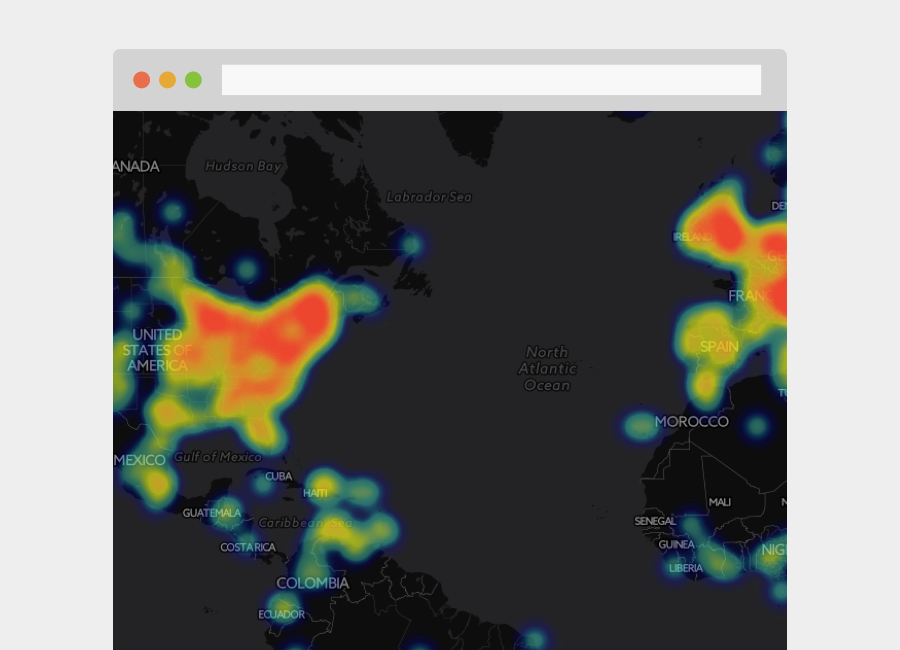 ANADA
Hudson Bay
Labrador Sea
DEN
IRELAND
GE
FRANC
UNITED
STATES OF
AMERICA
SPAIN
North
Atlantic
Ocean
TU
MOROCCO
MEXICO
Gulf of Mexico
CUBA
HAITI
MALI
N
GUATEMALA
Caribbean Sea
SENEGAL
COSTA RICA
GUINEA
NIG
LIBERIA
COLOMBIA
ECUADOR